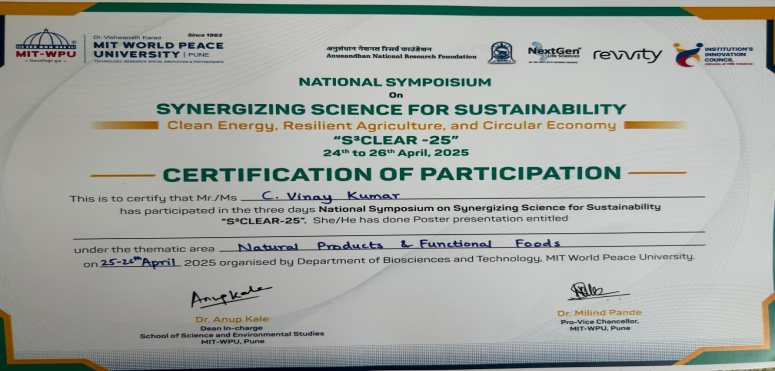 Dr. Vishwanath Karad
Since 1983
MIT-WPU
MIT WORLD PEACE
UNIVERSITY | PUNE
TECHNOLOGY, RESEARCH, SOCIAL INNOVATION & PARTNERSHIPS
अनुसंधान नेशनल रिसर्च फाउंडेशन
Anusandhan National Research Foundation
NextGen
Life Sciences
revvity
INSTITUTION'S
INNOVATION
COUNCIL
NATIONAL SYMPOISIUM
On
SYNERGIZING SCIENCE FOR SUSTAINABILITY
Clean Energy, Resilient Agriculture, and Circular Economy
"S³CLEAR -25"
24th to 26th April, 2025
CERTIFICATION OF PARTICIPATION
This is to certify that Mr./Ms C. Vinay Kumar
has participated in the three days National Symposium on Synergizing Science for Sustainability
"S³CLEAR-25". She/He has done Poster presentation entitled
under the thematic area Natural Products & Functional Foods
on 25-26th April 2025 organised by Department of Biosciences and Technology, MIT World Peace University.
Anupkale
Dr. Anup Kale
Dean In-charge
School of Science and Environmental Studies
MIT-WPU, Pune
Dr. Milind Pande
Pro-Vice Chancellor,
MIT-WPU, Pune